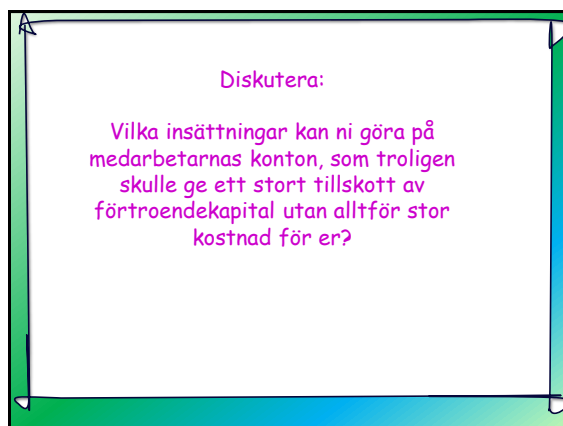 Diskutera:
Vilka insättningar kan ni göra på
medarbetarnas konton, som troligen
skulle ge ett stort tillskott av
förtroendekapital utan alltför stor
kostnad för er?